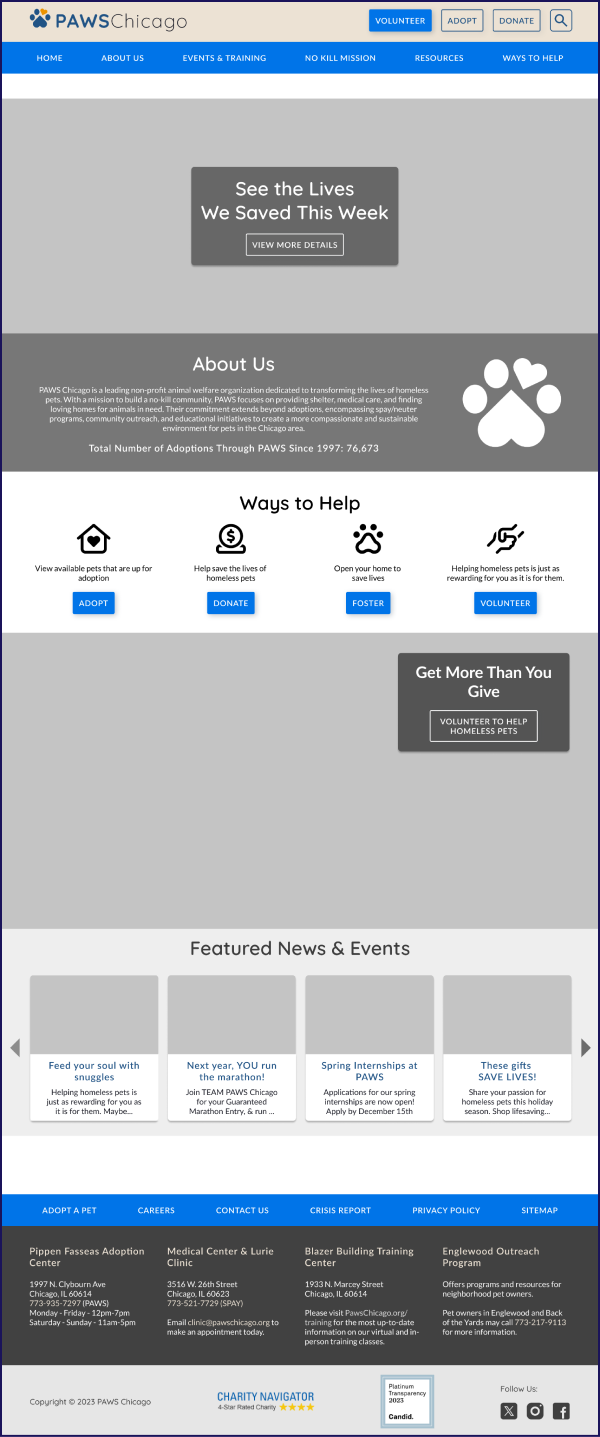 PAWSChicago
VOLUNTEER
ADOPT
DONATE
HOME
ABOUT US
EVENTS & TRAINING
NO KILL MISSION
RESOURCES
WAYS TO HELP
See the Lives
We Saved This Week
VIEW MORE DETAILS
About Us
PAWS Chicago is a leading non-profit animal welfare organization dedicated to transforming the lives of homeless
pets. With a mission to build a no-kill community, PAWS focuses on providing shelter, medical care, and finding
loving homes for animals in need. Their commitment extends beyond adoptions, encompassing spay/neuter
programs, community outreach, and educational initiatives to create a more compassionate and sustainable
environment for pets in the Chicago area.
Total Number of Adoptions Through PAWS Since 1997: 76,673
Ways to Help
View available pets that are up for
adoption
ADOPT
Help save the lives of
homeless pets
DONATE
Open your home to
save lives
FOSTER
Helping homeless pets is just as
rewarding for you as it is for them.
VOLUNTEER
Get More Than You
Give
VOLUNTEER TO HELP
HOMELESS PETS
Featured News & Events
Feed your soul with
snuggles
Helping homeless pets is
just as rewarding for you as
it is for them. Maybe...
Next year, YOU run
the marathon!
Join TEAM PAWS Chicago
for your Guaranteed
Marathon Entry, & run ...
Spring Internships at
PAWS
Applications for our spring
internships are now open!
Apply by December 15th
These gifts
SAVE LIVES!
Share your passion for
homeless pets this holiday
season. Shop lifesaving...
ADOPT A PET
CAREERS
CONTACT US
CRISIS REPORT
PRIVACY POLICY
SITEMAP
Pippen Fasseas Adoption
Center
1997 N. Clybourn Ave
Chicago, IL 60614
773-935-7297 (PAWS)
Monday - Friday - 12pm-7pm
Saturday - Sunday - 11am-5pm
Medical Center & Lurie
Clinic
3516 W. 26th Street
Chicago, IL 60623
773-521-7729 (SPAY)
Email clinic@pawschicago.org to
make an appointment today.
Blazer Building Training
Center
1933 N. Marcey Street
Chicago, IL 60614
Please visit PawsChicago.org/
training for the most up-to-date
information on our virtual and in-
person training classes.
Englewood Outreach
Program
Offers programs and resources for
neighborhood pet owners.
Pet owners in Englewood and Back
of the Yards may call 773-217-9113
for more information.
Copyright © 2023 PAWS Chicago
CHARITY NAVIGATOR
4-Star Rated Charity
Platinum
Transparency
2023
Candid.
Follow Us: